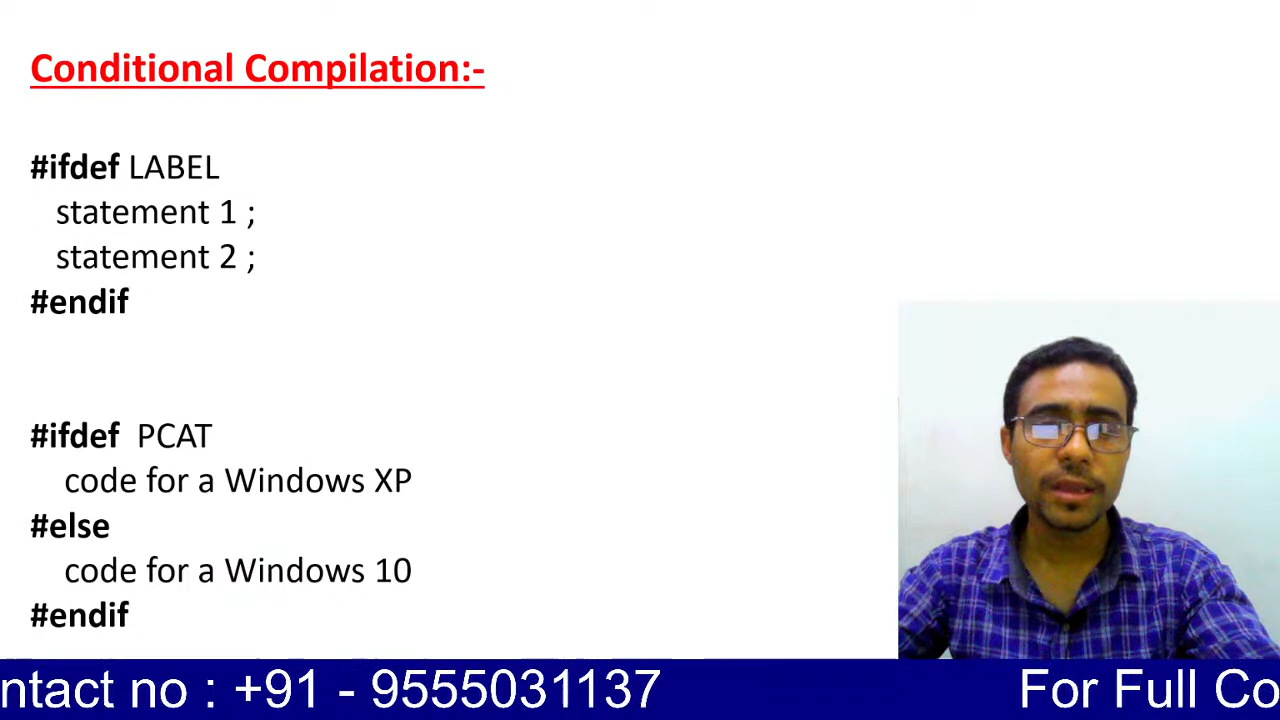 Conditional Compilation:-
#ifdef LABEL
statement 1 ;
statement 2 ;
#endif
#ifdef PCAT
code for a Windows XP
#else
code for a Windows 10
#endif
ntact no : +91 - 9555031137 For Full Co